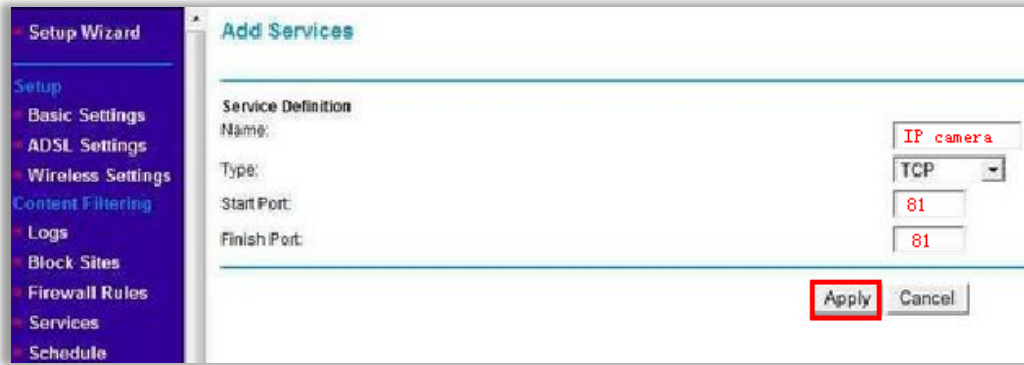 Setup Wizard
Setup
Basic Settings
ADSL Settings
Wireless Settings
Content Filtering
Logs
Block Sites
Firewall Rules
Services
Schedule
Add Services
Service Definition
Name: IP camera
Type: TCP
Start Port: 81
Finish Port: 81
Apply Cancel